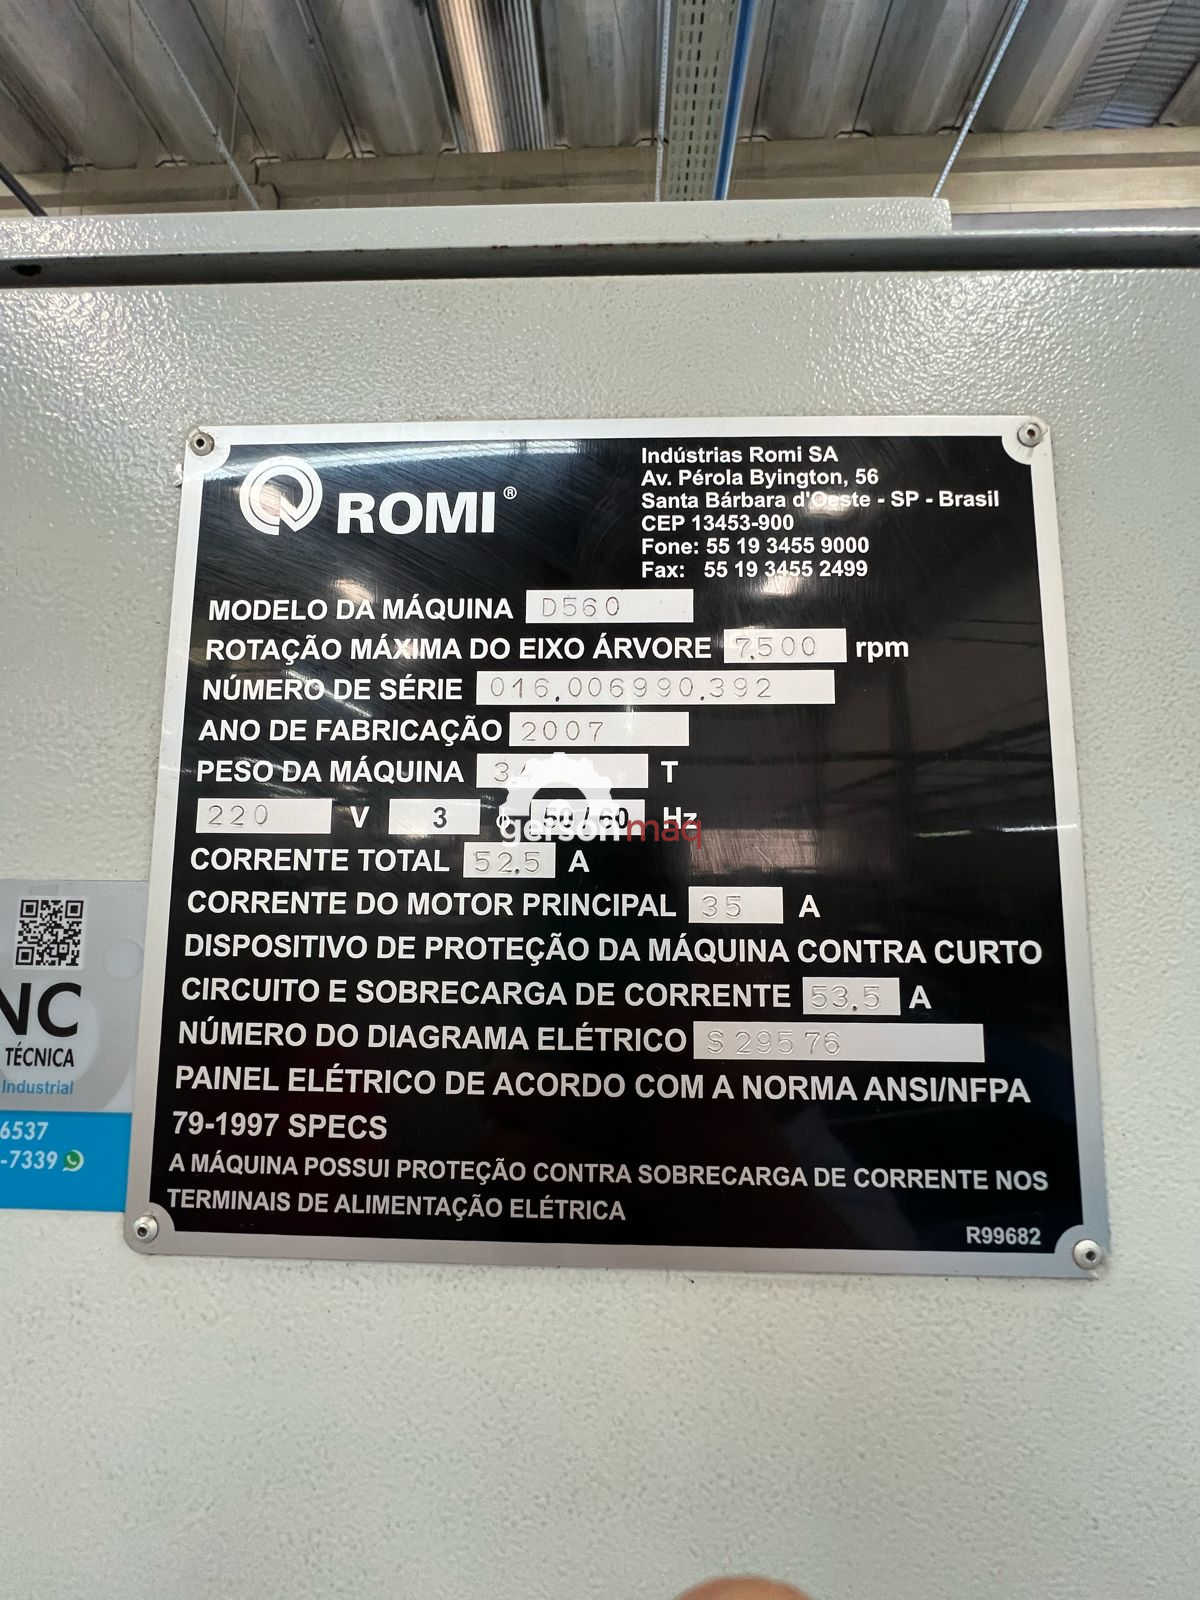 ROMI®
Indústrias Romi SA
Av. Pérola Byington, 56
Santa Bárbara d'Oeste - SP - Brasil
CEP 13453-900
Fone: 55 19 3455 9000
Fax: 55 19 3455 2499
MODELO DA MÁQUINA D560
ROTAÇÃO MÁXIMA DO EIXO ÁRVORE 7.500 rpm
NÚMERO DE SÉRIE 016.006990.392
ANO DE FABRICAÇÃO 2007
PESO DA MÁQUINA T
220 V 3 50 / 60 Hz
gersonmaq
CORRENTE TOTAL 52.5 A
CORRENTE DO MOTOR PRINCIPAL 35 A
DISPOSITIVO DE PROTEÇÃO DA MÁQUINA CONTRA CURTO
CIRCUITO E SOBRECARGA DE CORRENTE 53.5 A
NÚMERO DO DIAGRAMA ELÉTRICO S 29576
PAINEL ELÉTRICO DE ACORDO COM A NORMA ANSI/NFPA
79-1997 SPECS
A MÁQUINA POSSUI PROTEÇÃO CONTRA SOBRECARGA DE CORRENTE NOS
TERMINAIS DE ALIMENTAÇÃO ELÉTRICA
R99682
NC
TÉCNICA
Industrial
6537
-7339